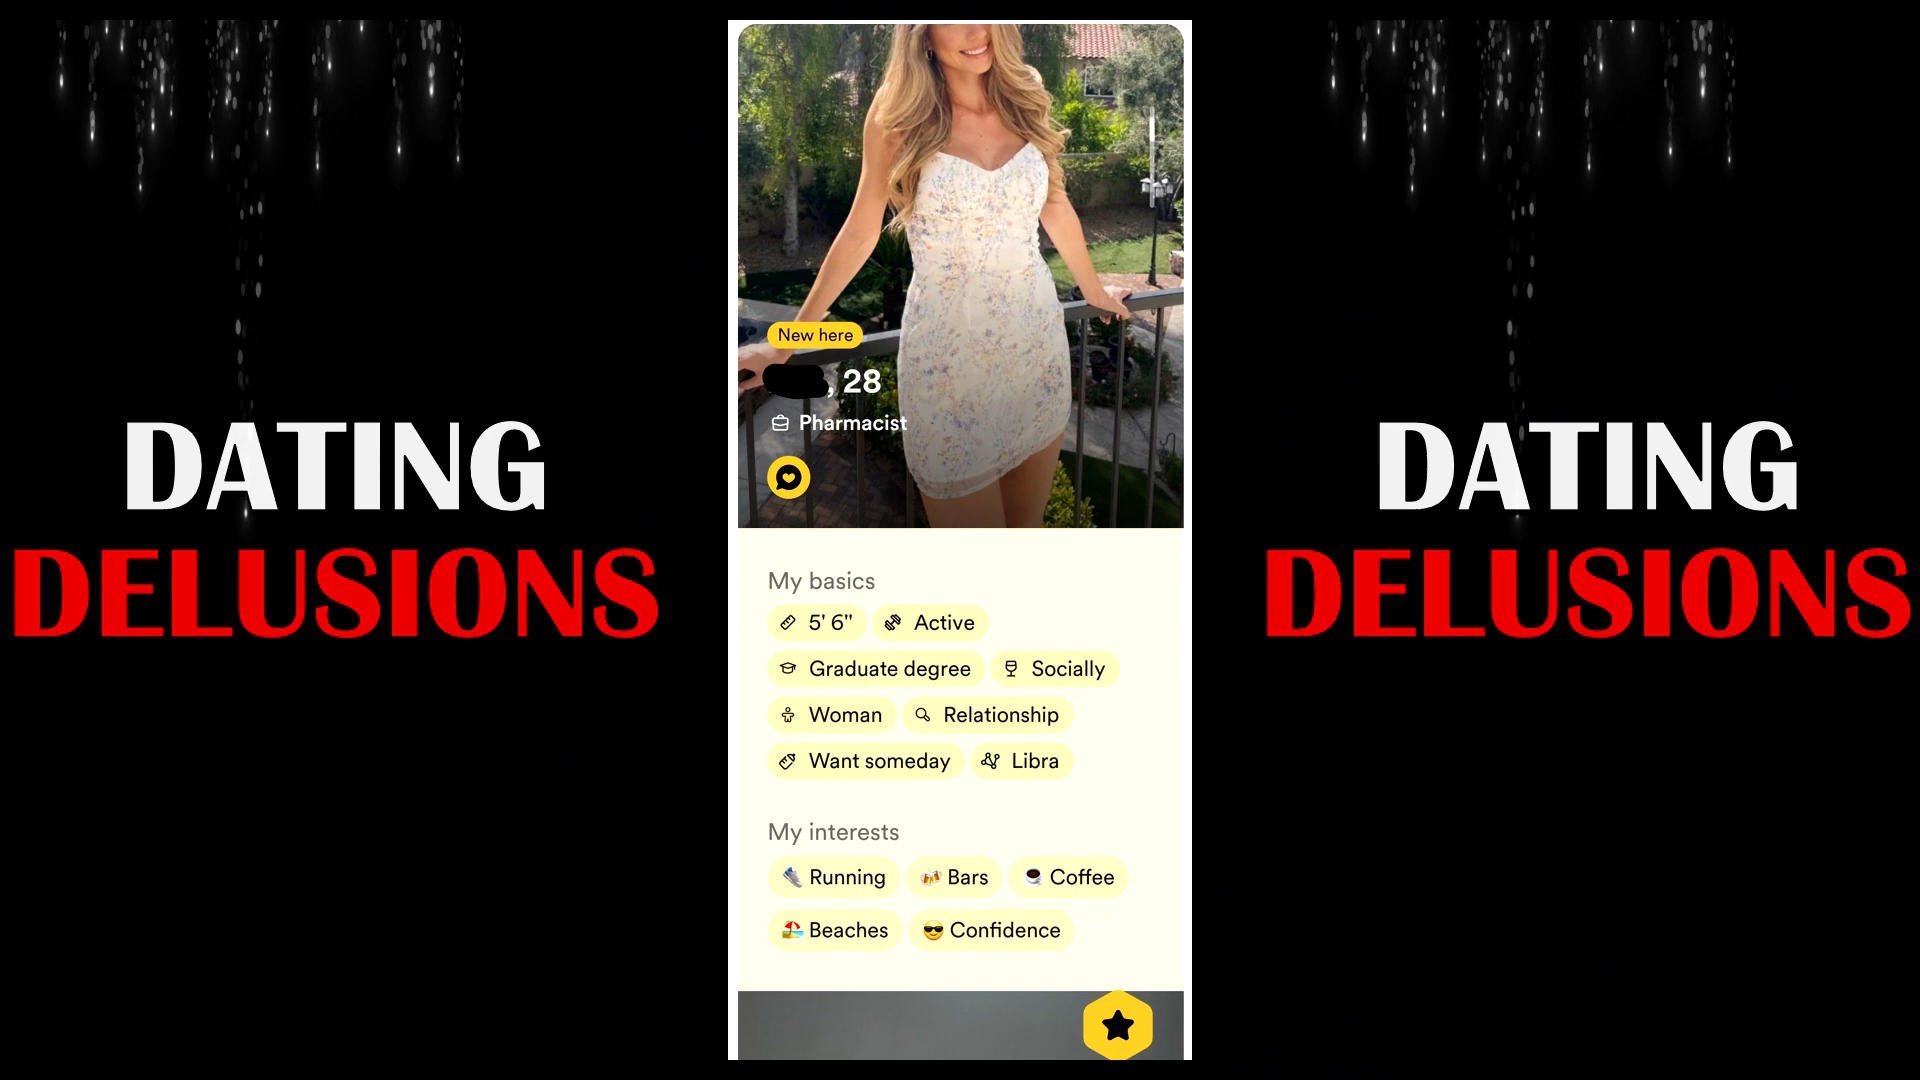 DATING
DELUSIONS
New here
, 28
Pharmacist
My basics
5' 6" Active
Graduate degree Socially
Woman Relationship
Want someday Libra
My interests
Running Bars Coffee
Beaches Confidence
DATING
DELUSIONS